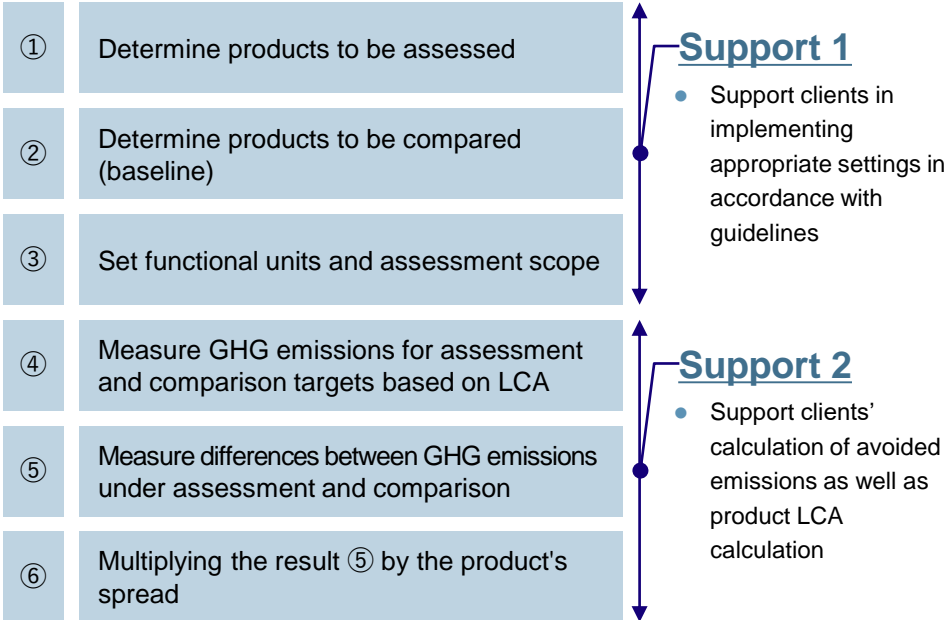 ① Determine products to be assessed
② Determine products to be compared
(baseline)
③ Set functional units and assessment scope
④ Measure GHG emissions for assessment
and comparison targets based on LCA
⑤ Measure differences between GHG emissions
under assessment and comparison
⑥ Multiplying the result ⑤ by the product's
spread
Support 1
● Support clients in
implementing
appropriate settings in
accordance with
guidelines
Support 2
● Support clients’
calculation of avoided
emissions as well as
product LCA
calculation